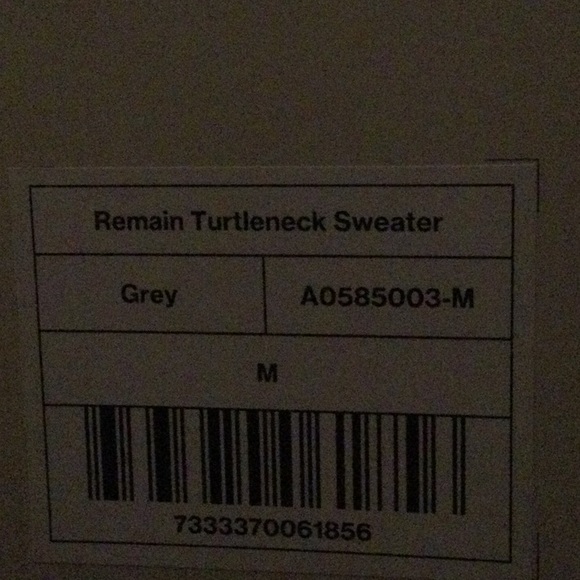 Remain Turtleneck Sweater
Grey A0585003-M
M
7333370061856